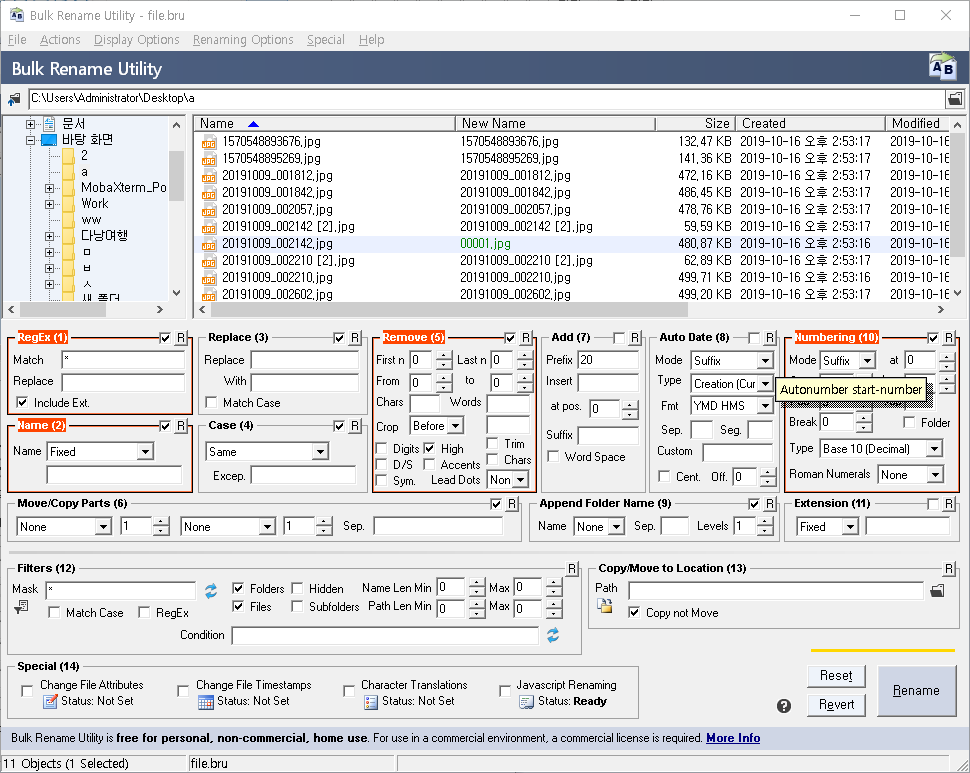 Bulk Rename Utility - file.bru
File Actions Display Options Renaming Options Special Help
Bulk Rename Utility
C:\Users\Administrator\Desktop\a
문서
바탕 화면
2
a
MobaXterm_Po
Work
ww
다낭여행
ㅁ
ㅂ
ㅅ
새 폴더
Name New Name Size Created Modified
1570548893676.jpg 1570548893676.jpg 132,47 KB 2019-10-16 오후 2:53:17 2019-10-16
1570548895269.jpg 1570548895269.jpg 141,36 KB 2019-10-16 오후 2:53:17 2019-10-16
20191009_001812.jpg 20191009_001812.jpg 472,16 KB 2019-10-16 오후 2:53:17 2019-10-16
20191009_001842.jpg 20191009_001842.jpg 486,45 KB 2019-10-16 오후 2:53:17 2019-10-16
20191009_002057.jpg 20191009_002057.jpg 478,76 KB 2019-10-16 오후 2:53:17 2019-10-16
20191009_002142 [2].jpg 20191009_002142 [2].jpg 59,59 KB 2019-10-16 오후 2:53:17 2019-10-16
20191009_002142.jpg 00001.jpg 480,87 KB 2019-10-16 오후 2:53:16 2019-10-16
20191009_002210 [2].jpg 20191009_002210 [2].jpg 62,89 KB 2019-10-16 오후 2:53:17 2019-10-16
20191009_002210.jpg 20191009_002210.jpg 499,71 KB 2019-10-16 오후 2:53:16 2019-10-16
20191009_002602.jpg 20191009_002602.jpg 499,20 KB 2019-10-16 오후 2:53:16 2019-10-16
RegEx (1) R
Match *
Replace
Include Ext.
Name (2) R
Name Fixed
Replace (3) R
Replace
With
Match Case
Case (4) R
Same
Excep.
Remove (5) R
First n 0 Last n 0
From 0 to 0
Chars Words
Crop Before
Digits High Trim
D/S Accents Chars
Sym. Lead Dots Non
Add (7) R
Prefix 20
Insert
at pos. 0
Suffix
Word Space
Auto Date (8) R
Mode Suffix
Type Creation (Cur
Fmt YMD HMS
Sep. Seg.
Custom
Cent. Off. 0
Numbering (10) R
Mode Suffix at 0
Autonumber start-number
Break 0 Folder
Type Base 10 (Decimal)
Roman Numerals None
Move/Copy Parts (6) R
None 1 None 1 Sep.
Append Folder Name (9) R
Name None Sep. Levels 1
Extension (11) R
Fixed
Filters (12) R
Mask * Folders Hidden Name Len Min 0 Max 0
Files Subfolders Path Len Min 0 Max 0
Match Case RegEx
Condition
Copy/Move to Location (13) R
Path
Copy not Move
Special (14)
Change File Attributes Change File Timestamps Character Translations Javascript Renaming
Status: Not Set Status: Not Set Status: Not Set Status: Ready
Reset
Revert
Rename
Bulk Rename Utility is free for personal, non-commercial, home use. For use in a commercial environment, a commercial license is required. More Info
11 Objects (1 Selected) file.bru